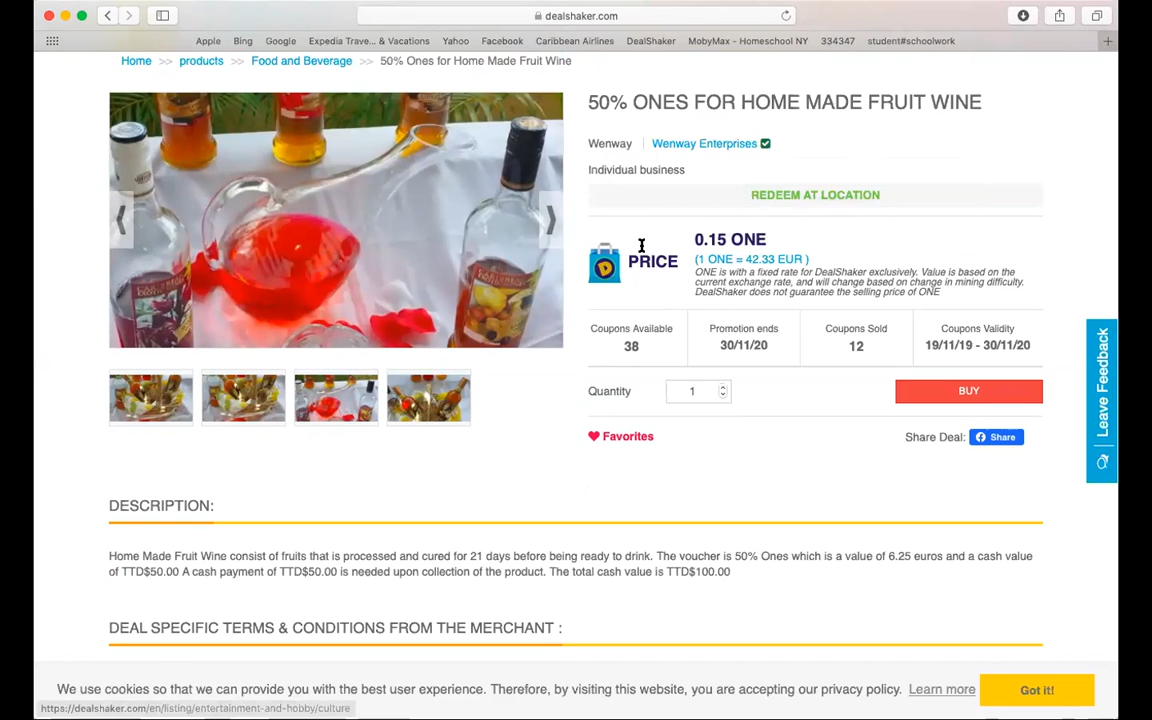 dealshaker.com
Apple Bing Google Expedia Trave... & Vacations Yahoo Facebook Caribbean Airlines DealShaker MobyMax - Homeschool NY 334347 student#schoolwork
Home >> products >> Food and Beverage >> 50% Ones for Home Made Fruit Wine
50% ONES FOR HOME MADE FRUIT WINE
Wenway Wenway Enterprises
Individual business
REDEEM AT LOCATION
PRICE
0.15 ONE
(1 ONE = 42.33 EUR )
ONE is with a fixed rate for DealShaker exclusively. Value is based on the
current exchange rate, and will change based on change in mining difficulty.
DealShaker does not guarantee the selling price of ONE
Coupons Available Promotion ends Coupons Sold Coupons Validity
38 30/11/20 12 19/11/19 - 30/11/20
Quantity 1 BUY
Favorites Share Deal: Share
Leave Feedback
DESCRIPTION:
Home Made Fruit Wine consist of fruits that is processed and cured for 21 days before being ready to drink. The voucher is 50% Ones which is a value of 6.25 euros and a cash value
of TTD$50.00 A cash payment of TTD$50.00 is needed upon collection of the product. The total cash value is TTD$100.00
DEAL SPECIFIC TERMS & CONDITIONS FROM THE MERCHANT :
We use cookies so that we can provide you with the best user experience. Therefore, by visiting this website, you are accepting our privacy policy. Learn more Got it!
https://dealshaker.com/en/listing/entertainment-and-hobby/culture